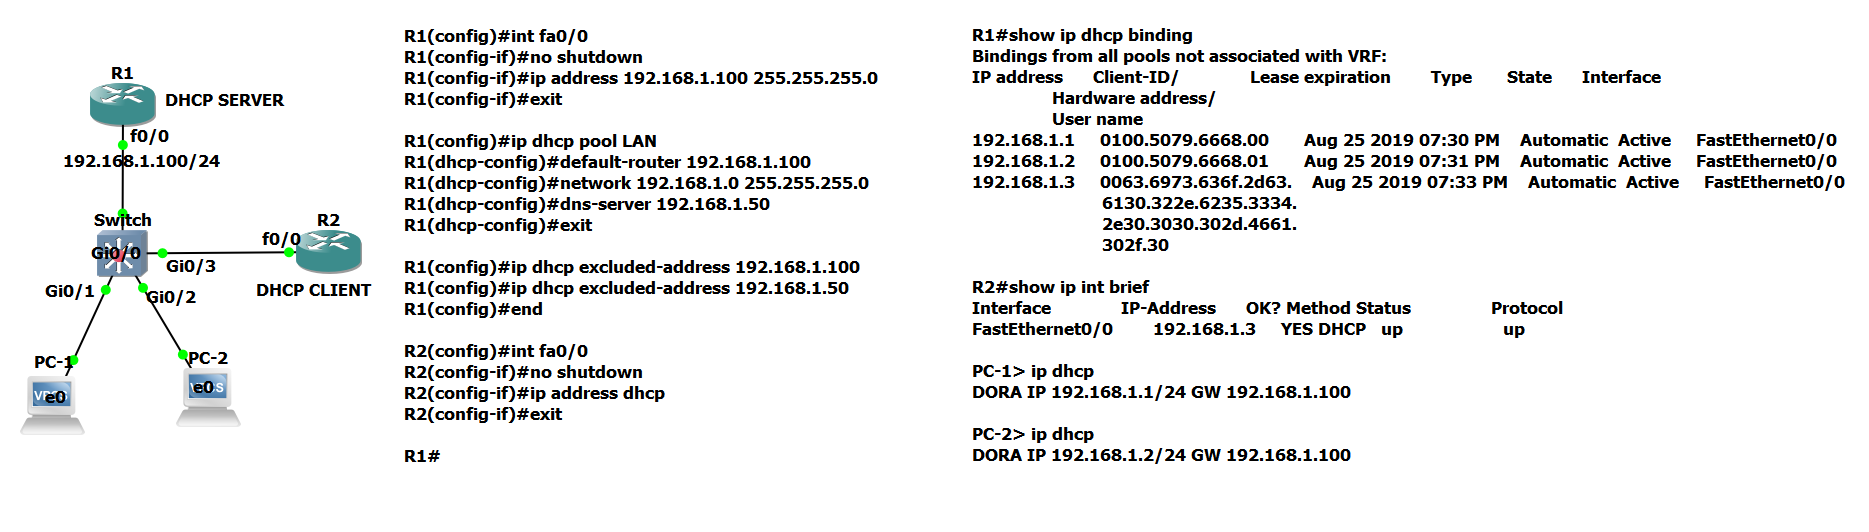 R1
DHCP SERVER
f0/0
192.168.1.100/24
Switch
R2
f0/0
Gi0/0
Gi0/3
Gi0/1
Gi0/2
DHCP CLIENT
PC-1
PC-2
e0
e0
R1(config)#int fa0/0
R1(config-if)#no shutdown
R1(config-if)#ip address 192.168.1.100 255.255.255.0
R1(config-if)#exit
R1(config)#ip dhcp pool LAN
R1(dhcp-config)#default-router 192.168.1.100
R1(dhcp-config)#network 192.168.1.0 255.255.255.0
R1(dhcp-config)#dns-server 192.168.1.50
R1(dhcp-config)#exit
R1(config)#ip dhcp excluded-address 192.168.1.100
R1(config)#ip dhcp excluded-address 192.168.1.50
R1(config)#end
R2(config)#int fa0/0
R2(config-if)#no shutdown
R2(config-if)#ip address dhcp
R2(config-if)#exit
R1#
R1#show ip dhcp binding
Bindings from all pools not associated with VRF:
IP address Client-ID/ Lease expiration Type State Interface
Hardware address/
User name
192.168.1.1 0100.5079.6668.00 Aug 25 2019 07:30 PM Automatic Active FastEthernet0/0
192.168.1.2 0100.5079.6668.01 Aug 25 2019 07:31 PM Automatic Active FastEthernet0/0
192.168.1.3 0063.6973.636f.2d63. Aug 25 2019 07:33 PM Automatic Active FastEthernet0/0
6130.322e.6235.3334.
2e30.3030.302d.4661.
302f.30
R2#show ip int brief
Interface IP-Address OK? Method Status Protocol
FastEthernet0/0 192.168.1.3 YES DHCP up up
PC-1> ip dhcp
DORA IP 192.168.1.1/24 GW 192.168.1.100
PC-2> ip dhcp
DORA IP 192.168.1.2/24 GW 192.168.1.100